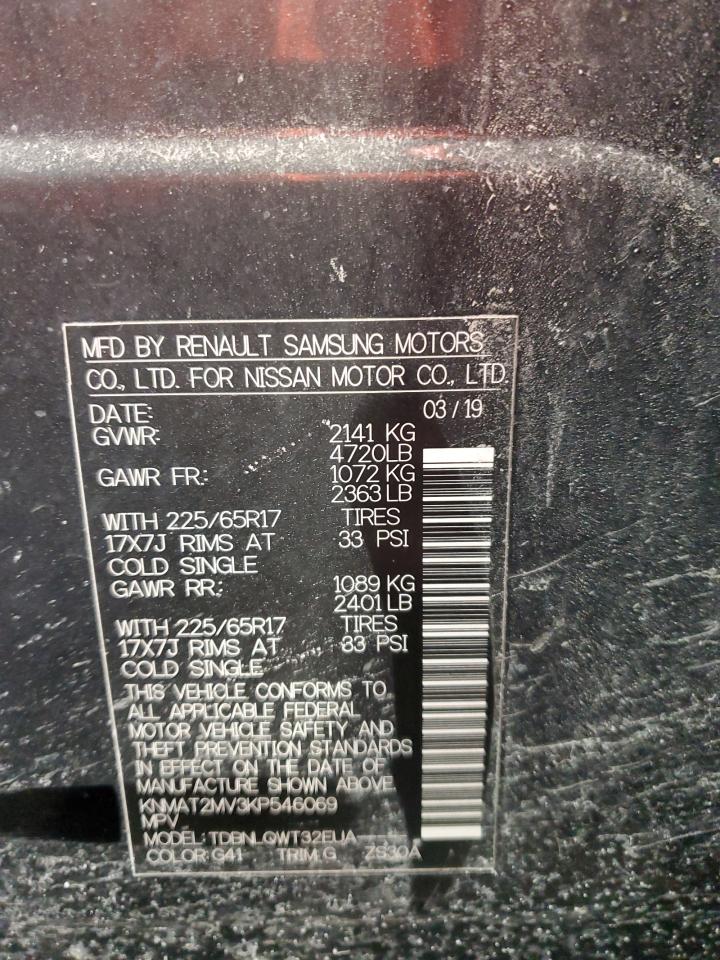 MFD BY RENAULT SAMSUNG MOTORS
CO., LTD. FOR NISSAN MOTOR CO., LTD.
DATE: 03 / 19
GVWR: 2141 KG
4720LB
GAWR FR.: 1072 KG
2363 LB
WITH 225/65R17 TIRES
17X7J RIMS AT 33 PSI
COLD SINGLE
GAWR RR.: 1089 KG
2401 LB
WITH 225/65R17 TIRES
17X7J RIMS AT 33 PSI
COLD SINGLE
THIS VEHICLE CONFORMS TO
ALL APPLICABLE FEDERAL
MOTOR VEHICLE SAFETY AND
THEFT PREVENTION STANDARDS
IN EFFECT ON THE DATE OF
MANUFACTURE SHOWN ABOVE.
KNMAT2MV3KP546069
MPV
MODEL: TDBNLQWT32EUA
COLOR: G41 TRIM: G ZS30A